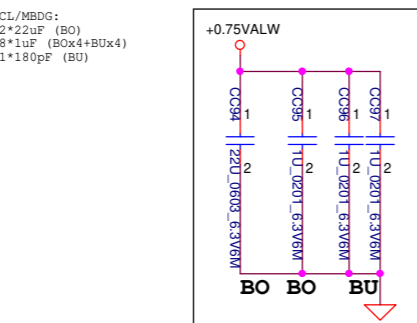 CL/MBDG:
2*22uF (BO)
8*1uF (BOx4+BUx4)
1*180pF (BU)
+0.75VALW
CC94
1
2
22U_0603_6.3V6M
CC95
1
2
1U_0201_6.3V6M
CC96
1
2
1U_0201_6.3V6M
CC97
1
2
1U_0201_6.3V6M
BO BO BU